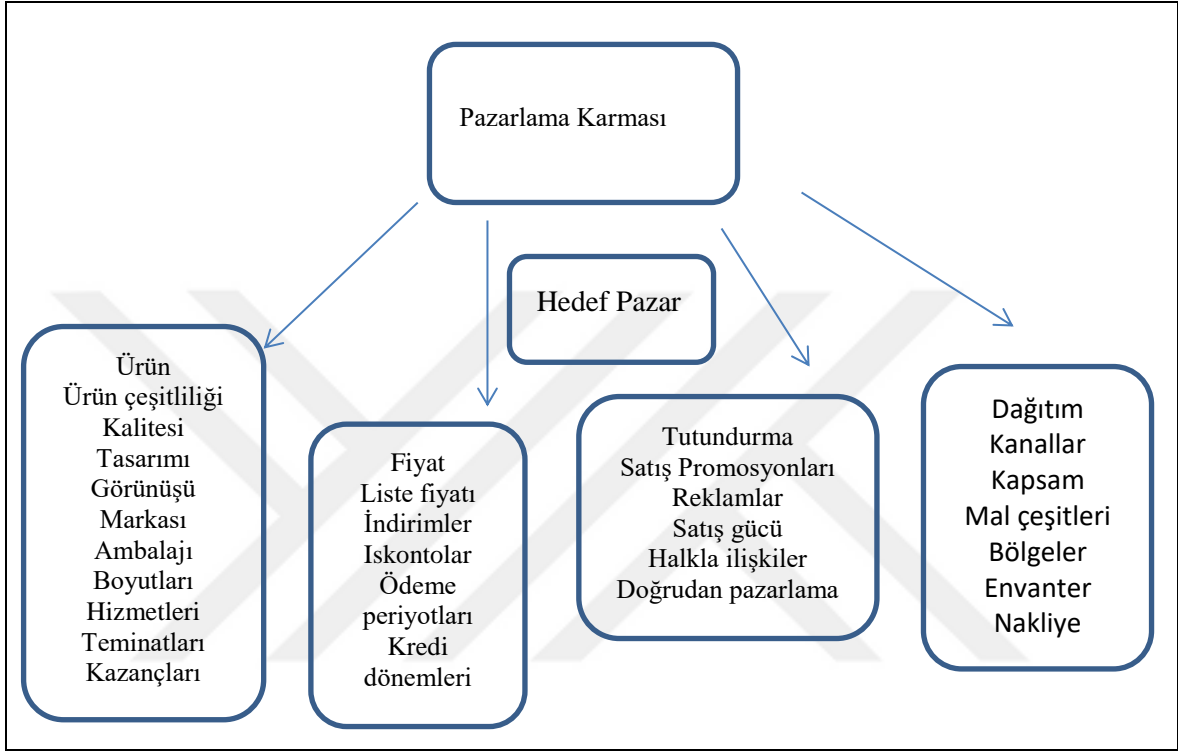 Pazarlama Karması
Hedef Pazar
Ürün
Ürün çeşitliliği
Kalitesi
Tasarımı
Görünüşü
Markası
Ambalajı
Boyutları
Hizmetleri
Teminatları
Kazançları
Fiyat
Liste fiyatı
İndirimler
Iskontolar
Ödeme
periyotları
Kredi
dönemleri
Tutundurma
Satış Promosyonları
Reklamlar
Satış gücü
Halkla ilişkiler
Doğrudan pazarlama
Dağıtım
Kanallar
Kapsam
Mal çeşitleri
Bölgeler
Envanter
Nakliye